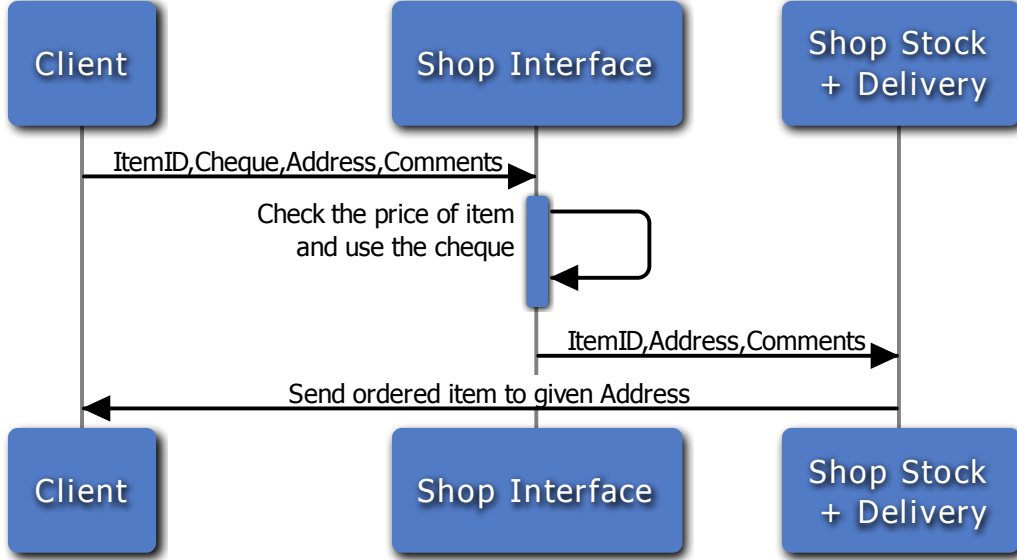 Client
Shop Interface
Shop Stock
+ Delivery
ItemID,Cheque,Address,Comments
Check the price of item
and use the cheque
ItemID,Address,Comments
Send ordered item to given Address
Client
Shop Interface
Shop Stock
+ Delivery